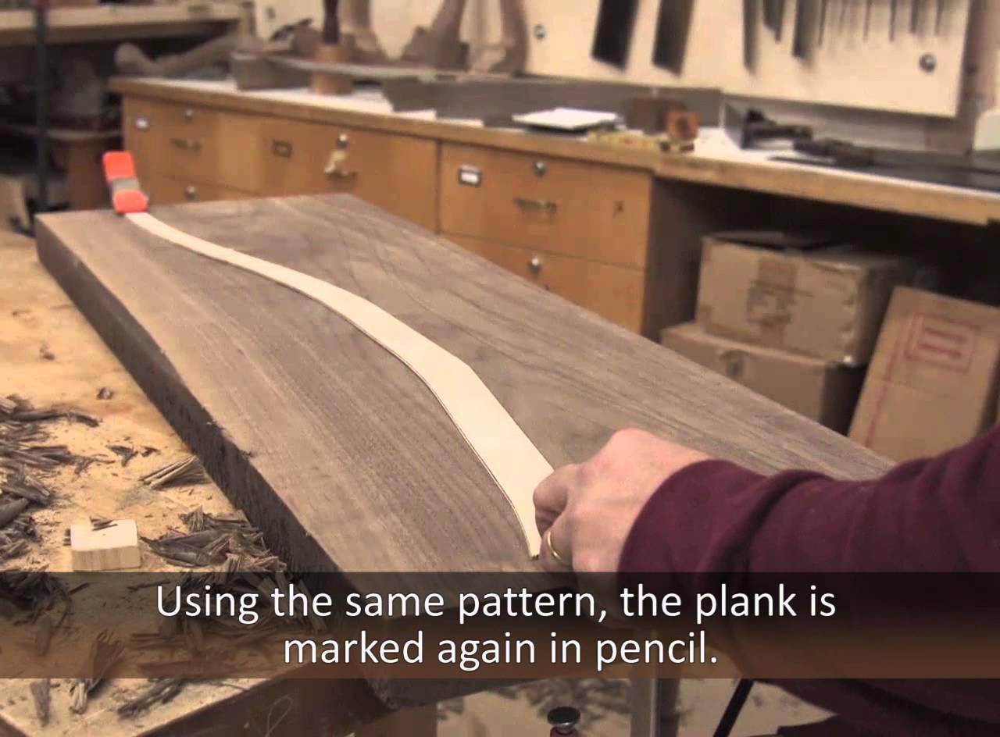 Using the same pattern, the plank is
marked again in pencil.